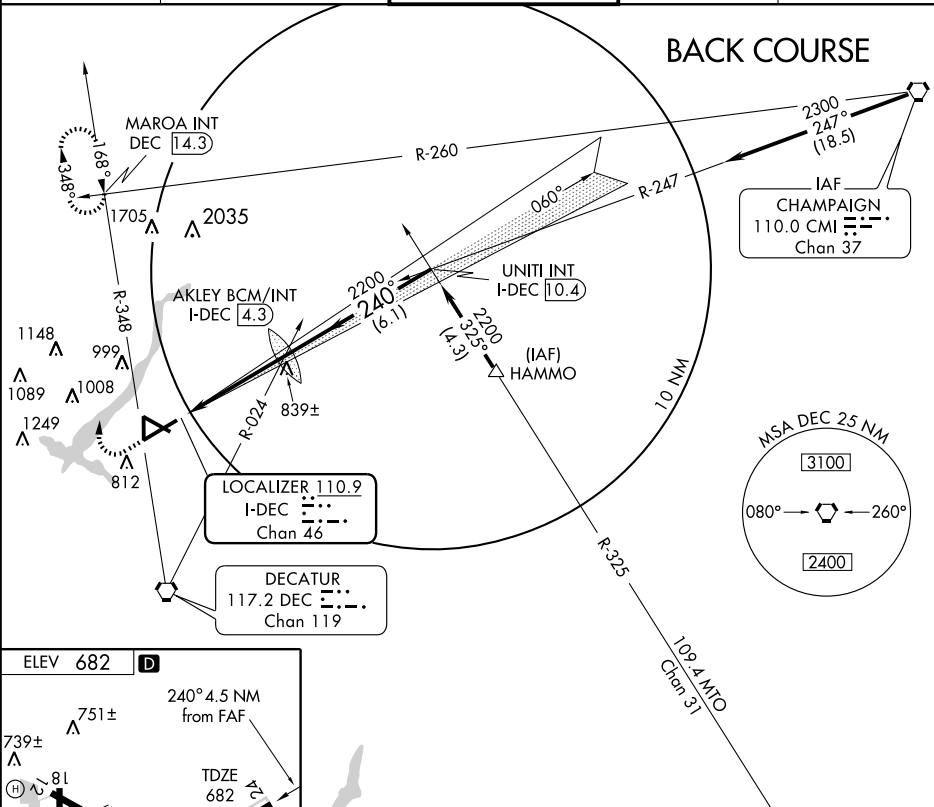 BACK COURSE
MAROA INT
DEC 14.3
168°
348°
R-260
2300
247°
(18.5)
R-247
IAF
CHAMPAIGN
110.0 CMI
Chan 37
060°
1705
2035
UNITI INT
I-DEC 10.4
AKLEY BCM/INT
I-DEC 4.3
2200
240°
(6.1)
2200
325°
(4.3)
(IAF)
HAMMO
R-348
1148
999
1089
1008
1249
839±
R-024
10 NM
812
LOCALIZER 110.9
I-DEC
Chan 46
MSA DEC 25 NM
3100
080°
260°
2400
R-325
DECATUR
117.2 DEC
Chan 119
109.4 MTO
Chan 31
ELEV 682 D
240° 4.5 NM
from FAF
751±
739±
TDZE
682
24
H
12
18